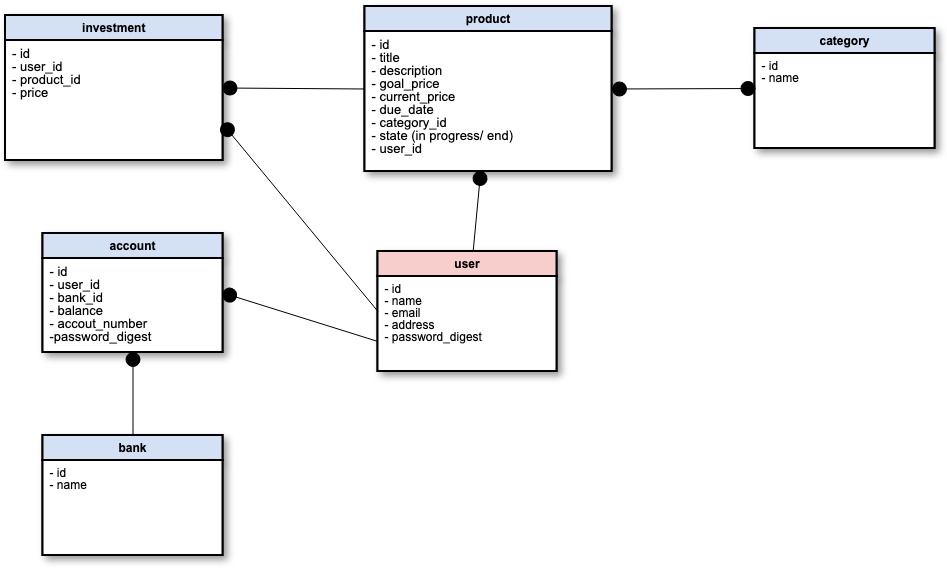 investment
- id
- user_id
- product_id
- price
product
- id
- title
- description
- goal_price
- current_price
- due_date
- category_id
- state (in progress/ end)
- user_id
category
- id
- name
account
- id
- user_id
- bank_id
- balance
- accout_number
-password_digest
user
- id
- name
- email
- address
- password_digest
bank
- id
- name